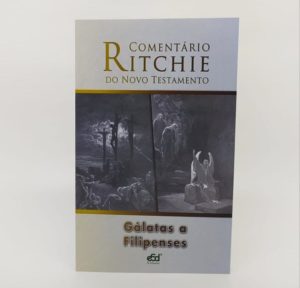 COMENTÁRIO
RITCHIE
DO NOVO TESTAMENTO
Gálatas a
Filipenses